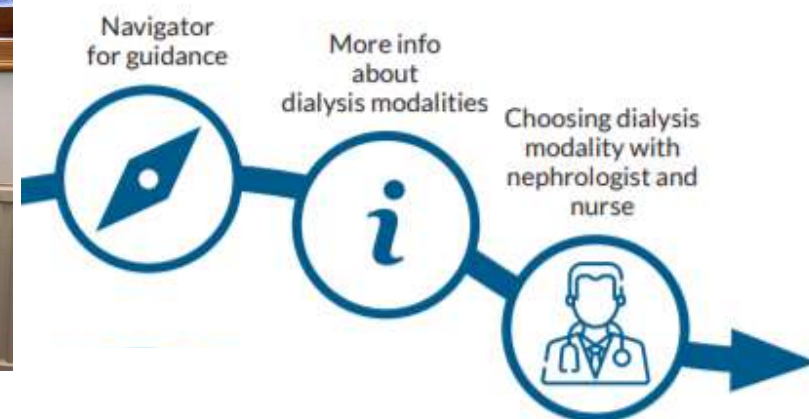 Navigator
for guidance
More info
about
dialysis modalities
Choosing dialysis
modality with
nephrologist and
nurse